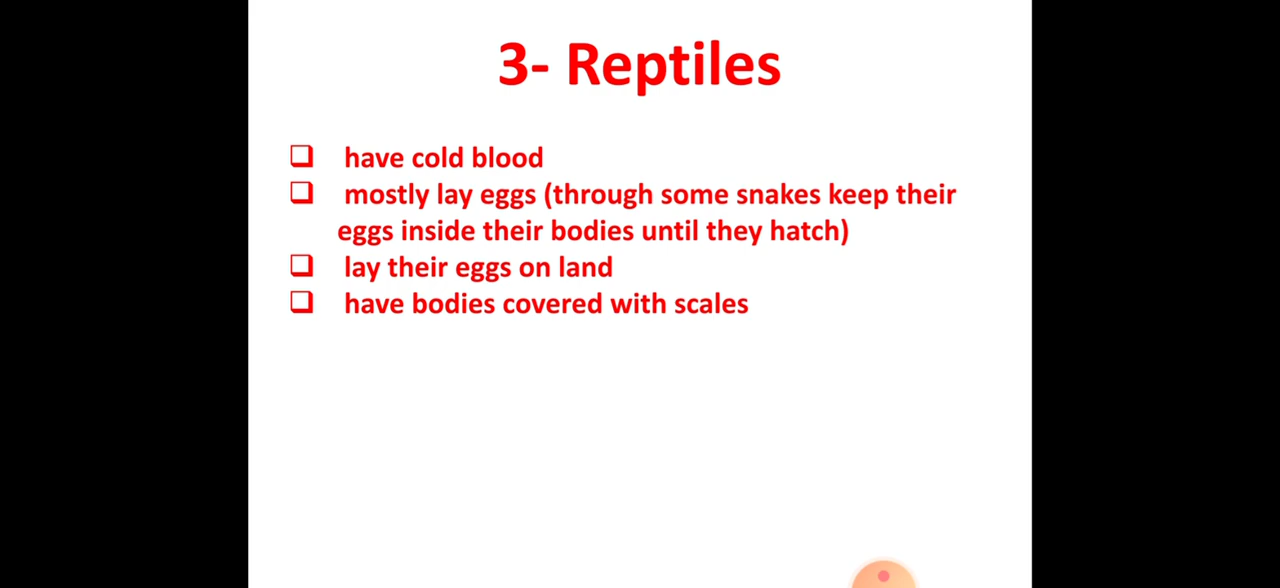 3- Reptiles
❑ have cold blood
❑ mostly lay eggs (through some snakes keep their
eggs inside their bodies until they hatch)
❑ lay their eggs on land
❑ have bodies covered with scales